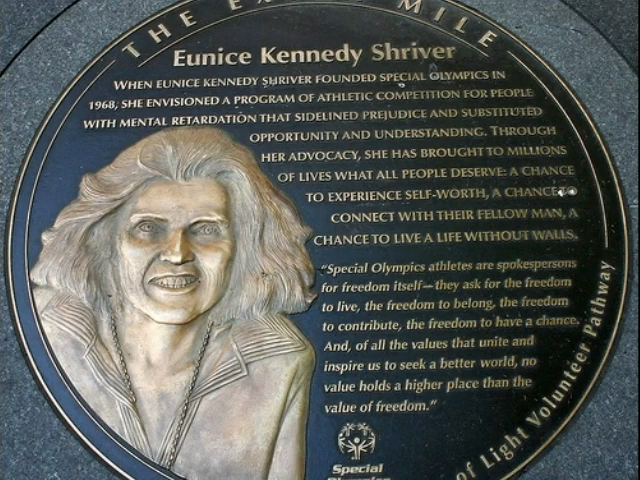 THE EXTRA MILE
Eunice Kennedy Shriver
WHEN EUNICE KENNEDY SHRIVER FOUNDED SPECIAL OLYMPICS IN
1968, SHE ENVISIONED A PROGRAM OF ATHLETIC COMPETITION FOR PEOPLE
WITH MENTAL RETARDATION THAT SIDELINED PREJUDICE AND SUBSTITUTED
OPPORTUNITY AND UNDERSTANDING. THROUGH
HER ADVOCACY, SHE HAS BROUGHT TO MILLIONS
OF LIVES WHAT ALL PEOPLE DESERVE: A CHANCE
TO EXPERIENCE SELF-WORTH, A CHANCE TO
CONNECT WITH THEIR FELLOW MAN, A
CHANCE TO LIVE A LIFE WITHOUT WALLS.
"Special Olympics athletes are spokespersons
for freedom itself—they ask for the freedom
to live, the freedom to belong, the freedom
to contribute, the freedom to have a chance.
And, of all the values that unite and
inspire us to seek a better world, no
value holds a higher place than the
value of freedom."
Special
Olympics
of Light Volunteer Pathway